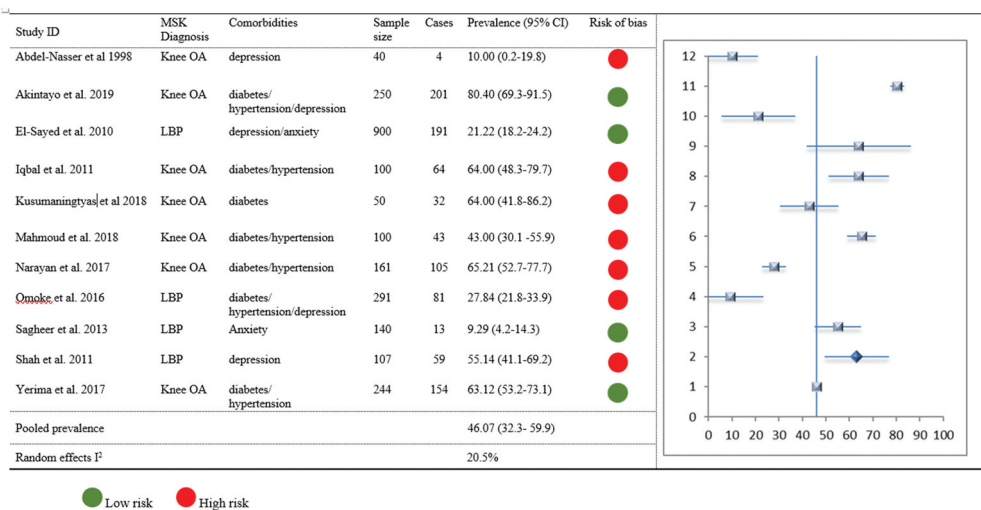 Study ID MSK Diagnosis Comorbidities Sample size Cases Prevalence (95% CI) Risk of bias
Abdel-Nasser et al 1998 Knee OA depression 40 4 10.00 (0.2-19.8)
Akintayo et al. 2019 Knee OA diabetes/ hypertension/depression 250 201 80.40 (69.3-91.5)
El-Sayed et al. 2010 LBP depression/anxiety 900 191 21.22 (18.2-24.2)
Iqbal et al. 2011 Knee OA diabetes/hypertension 100 64 64.00 (48.3-79.7)
Kusumaningtyas et al 2018 Knee OA diabetes 50 32 64.00 (41.8-86.2)
Mahmoud et al. 2018 Knee OA diabetes/hypertension 100 43 43.00 (30.1 -55.9)
Narayan et al. 2017 Knee OA diabetes/hypertension 161 105 65.21 (52.7-77.7)
Omoke et al. 2016 LBP diabetes/ hypertension/depression 291 81 27.84 (21.8-33.9)
Sagheer et al. 2013 LBP Anxiety 140 13 9.29 (4.2-14.3)
Shah et al. 2011 LBP depression 107 59 55.14 (41.1-69.2)
Yerima et al. 2017 Knee OA diabetes/ hypertension 244 154 63.12 (53.2-73.1)
Pooled prevalence 46.07 (32.3- 59.9)
Random effects I² 20.5%
12
11
10
9
8
7
6
5
4
3
2
1
0
0 10 20 30 40 50 60 70 80 90 100
Low risk High risk